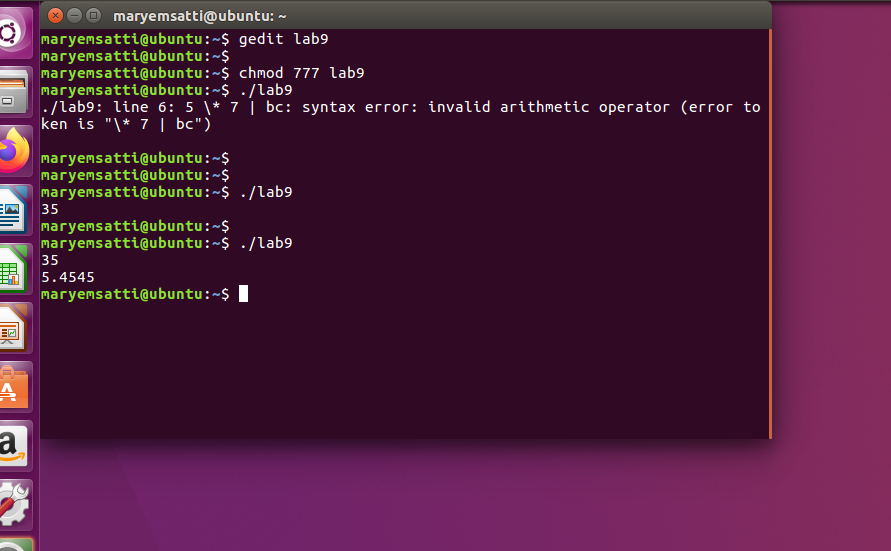 maryemsatti@ubuntu: ~
maryemsatti@ubuntu:~$ gedit lab9
maryemsatti@ubuntu:~$
maryemsatti@ubuntu:~$ chmod 777 lab9
maryemsatti@ubuntu:~$ ./lab9
./lab9: line 6: 5 \* 7 | bc: syntax error: invalid arithmetic operator (error to
ken is "\* 7 | bc")
maryemsatti@ubuntu:~$
maryemsatti@ubuntu:~$
maryemsatti@ubuntu:~$ ./lab9
35
maryemsatti@ubuntu:~$
maryemsatti@ubuntu:~$ ./lab9
35
5.4545
maryemsatti@ubuntu:~$